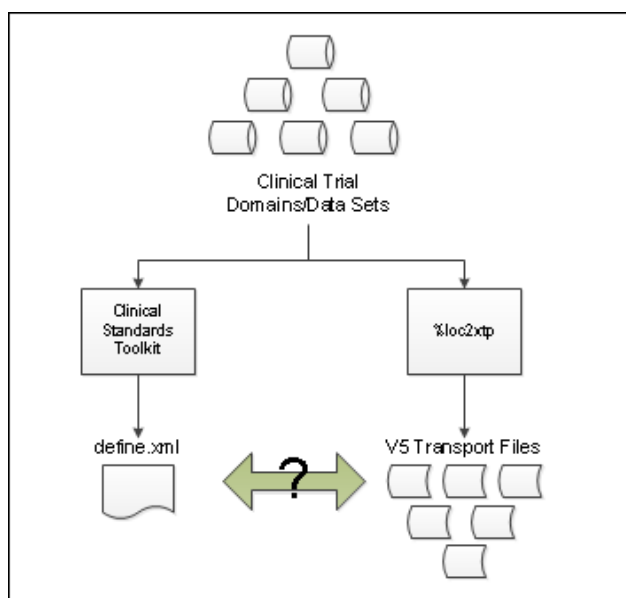 Clinical Trial
Domains/Data Sets
Clinical
Standards
Toolkit
%loc2xtp
define.xml
V5 Transport Files
?